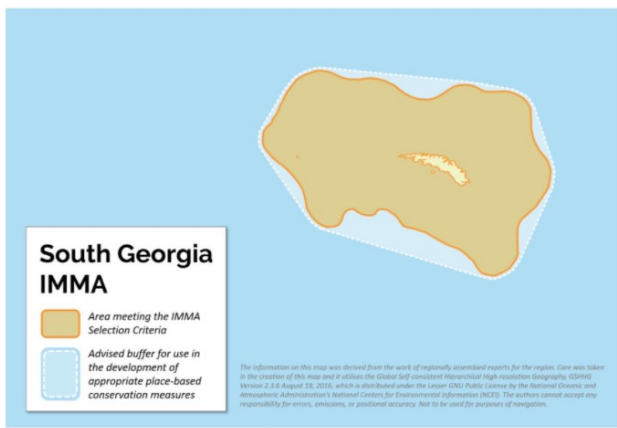 South Georgia
IMMA
Area meeting the IMMA
Selection Criteria
Advised buffer for use in
the development of
appropriate place-based
conservation measures
The information on this map was derived from the work of regionally assembled experts for the region. Care was taken
in the creation of this map and it utilises the Global Self-consistent Hierarchical High-resolution Geography, GSHHG
Version 2.3.6 August 19, 2016, which is distributed under the Lesser GNU Public License by the National Oceanic and
Atmospheric Administration's National Centers for Environmental Information (NCEI). The authors cannot accept any
responsibility for errors, omissions, or positional accuracy. Not to be used for purposes of navigation.